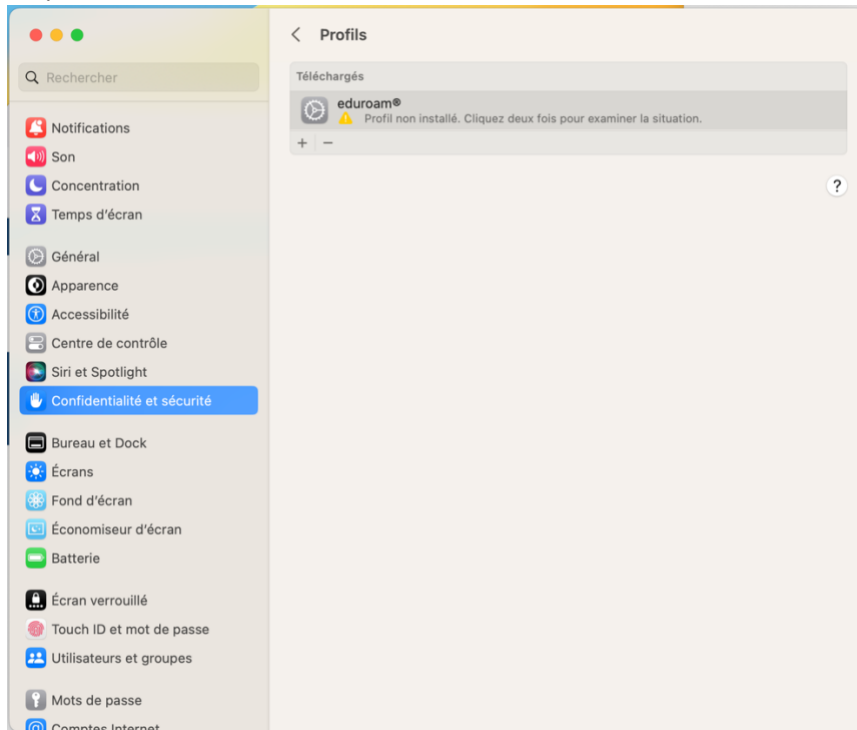 Profils
Rechercher
Notifications
Son
Concentration
Temps d'écran
Général
Apparence
Accessibilité
Centre de contrôle
Siri et Spotlight
Confidentialité et sécurité
Bureau et Dock
Écrans
Fond d'écran
Économiseur d'écran
Batterie
Écran verrouillé
Touch ID et mot de passe
Utilisateurs et groupes
Mots de passe
Comptes Internet
Téléchargés
eduroam®
Profil non installé. Cliquez deux fois pour examiner la situation.
+ −
?